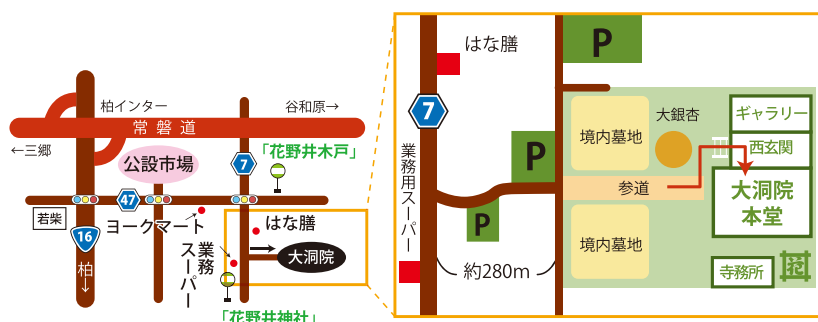 柏インター
谷和原→
常磐道
←三郷
公設市場
7
「花野井木戸」
47
若柴
ヨークマート
はな膳
16
業務
スーパー
大洞院
柏→
「花野井神社」
P
はな膳
7
ギャラリー
大銀杏
境内墓地
西玄関
P
業務用スーパー
参道
大洞院
本堂
P
境内墓地
約280m
寺務所